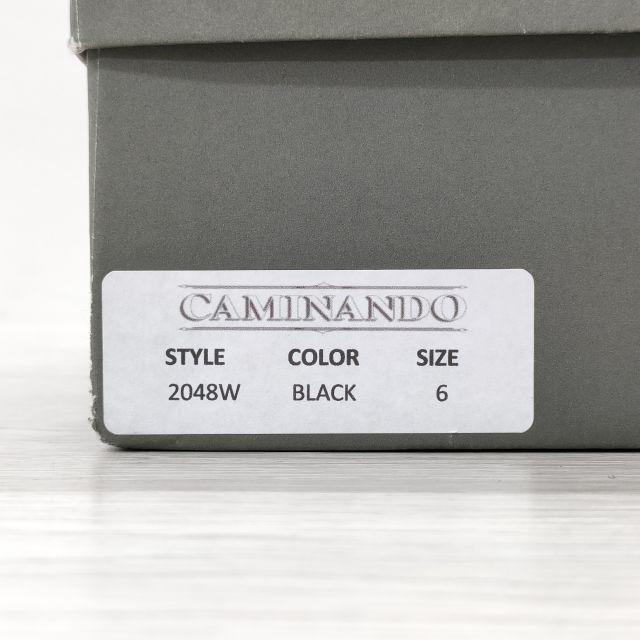 CAMINANDO
STYLE COLOR SIZE
2048W BLACK 6